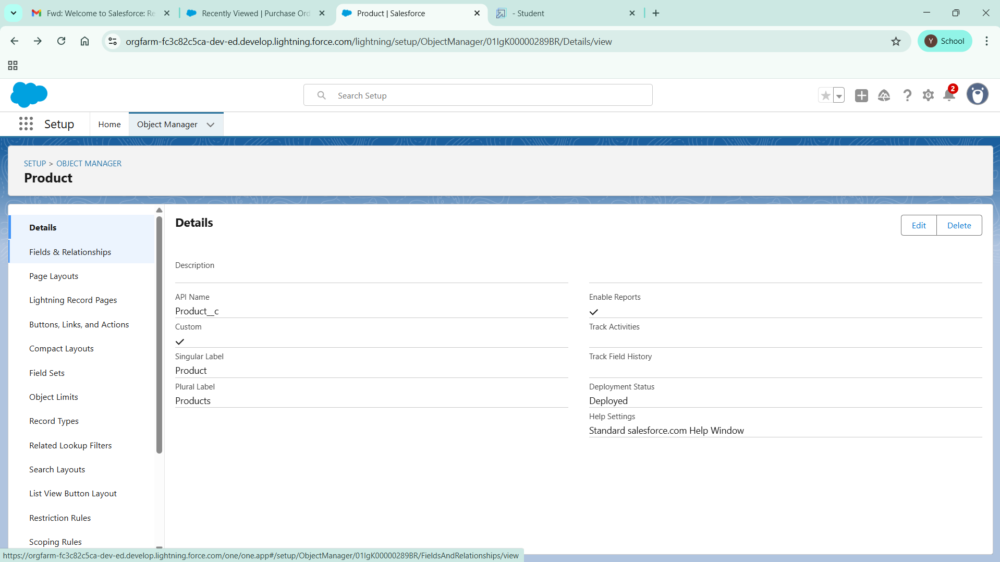 Fwd: Welcome to Salesforce: Re
Recently Viewed | Purchase Ord
Product | Salesforce
- Student
orgfarm-fc3c82c5ca-dev-ed.develop.lightning.force.com/lightning/setup/ObjectManager/01IgK00000289BR/Details/view
Y School
Search Setup
2
Setup
Home
Object Manager
SETUP > OBJECT MANAGER
Product
Details
Fields & Relationships
Page Layouts
Lightning Record Pages
Buttons, Links, and Actions
Compact Layouts
Field Sets
Object Limits
Record Types
Related Lookup Filters
Search Layouts
List View Button Layout
Restriction Rules
Scoping Rules
Details
Edit
Delete
Description
API Name
Product__c
Custom
Singular Label
Product
Plural Label
Products
Enable Reports
Track Activities
Track Field History
Deployment Status
Deployed
Help Settings
Standard salesforce.com Help Window
https://orgfarm-fc3c82c5ca-dev-ed.develop.lightning.force.com/one/one.app#/setup/ObjectManager/01IgK00000289BR/FieldsAndRelationships/view